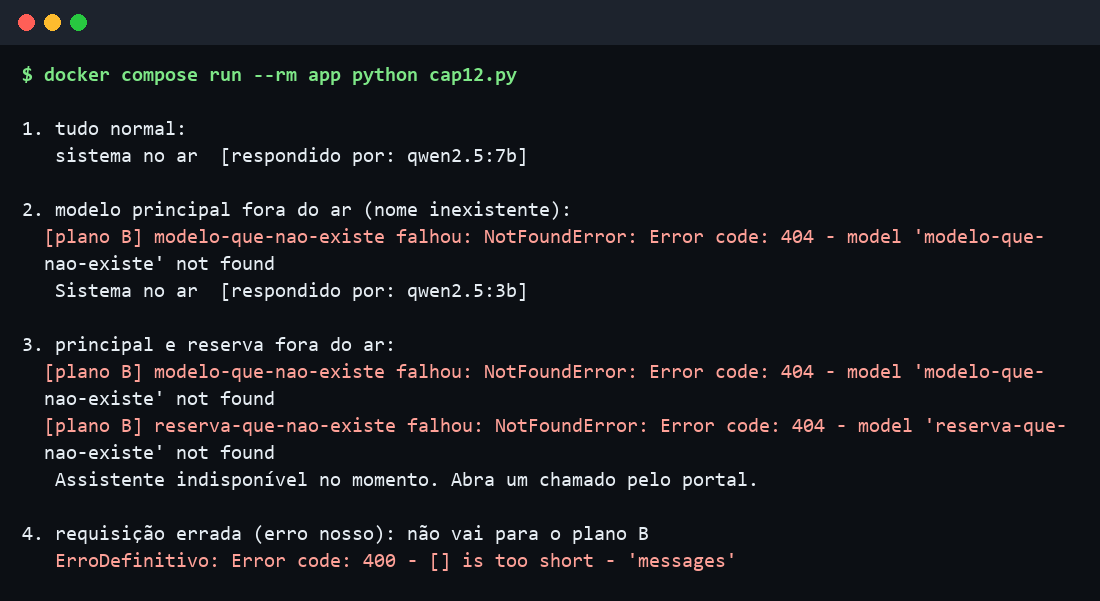 $ docker compose run --rm app python cap12.py
1. tudo normal:
sistema no ar  [respondido por: qwen2.5:7b]
2. modelo principal fora do ar (nome inexistente):
[plano B] modelo-que-nao-existe falhou: NotFoundError: Error code: 404 - model 'modelo-que-
nao-existe' not found
Sistema no ar  [respondido por: qwen2.5:3b]
3. principal e reserva fora do ar:
[plano B] modelo-que-nao-existe falhou: NotFoundError: Error code: 404 - model 'modelo-que-
nao-existe' not found
[plano B] reserva-que-nao-existe falhou: NotFoundError: Error code: 404 - model 'reserva-que-
nao-existe' not found
Assistente indisponível no momento. Abra um chamado pelo portal.
4. requisição errada (erro nosso): não vai para o plano B
ErroDefinitivo: Error code: 400 - [] is too short - 'messages'